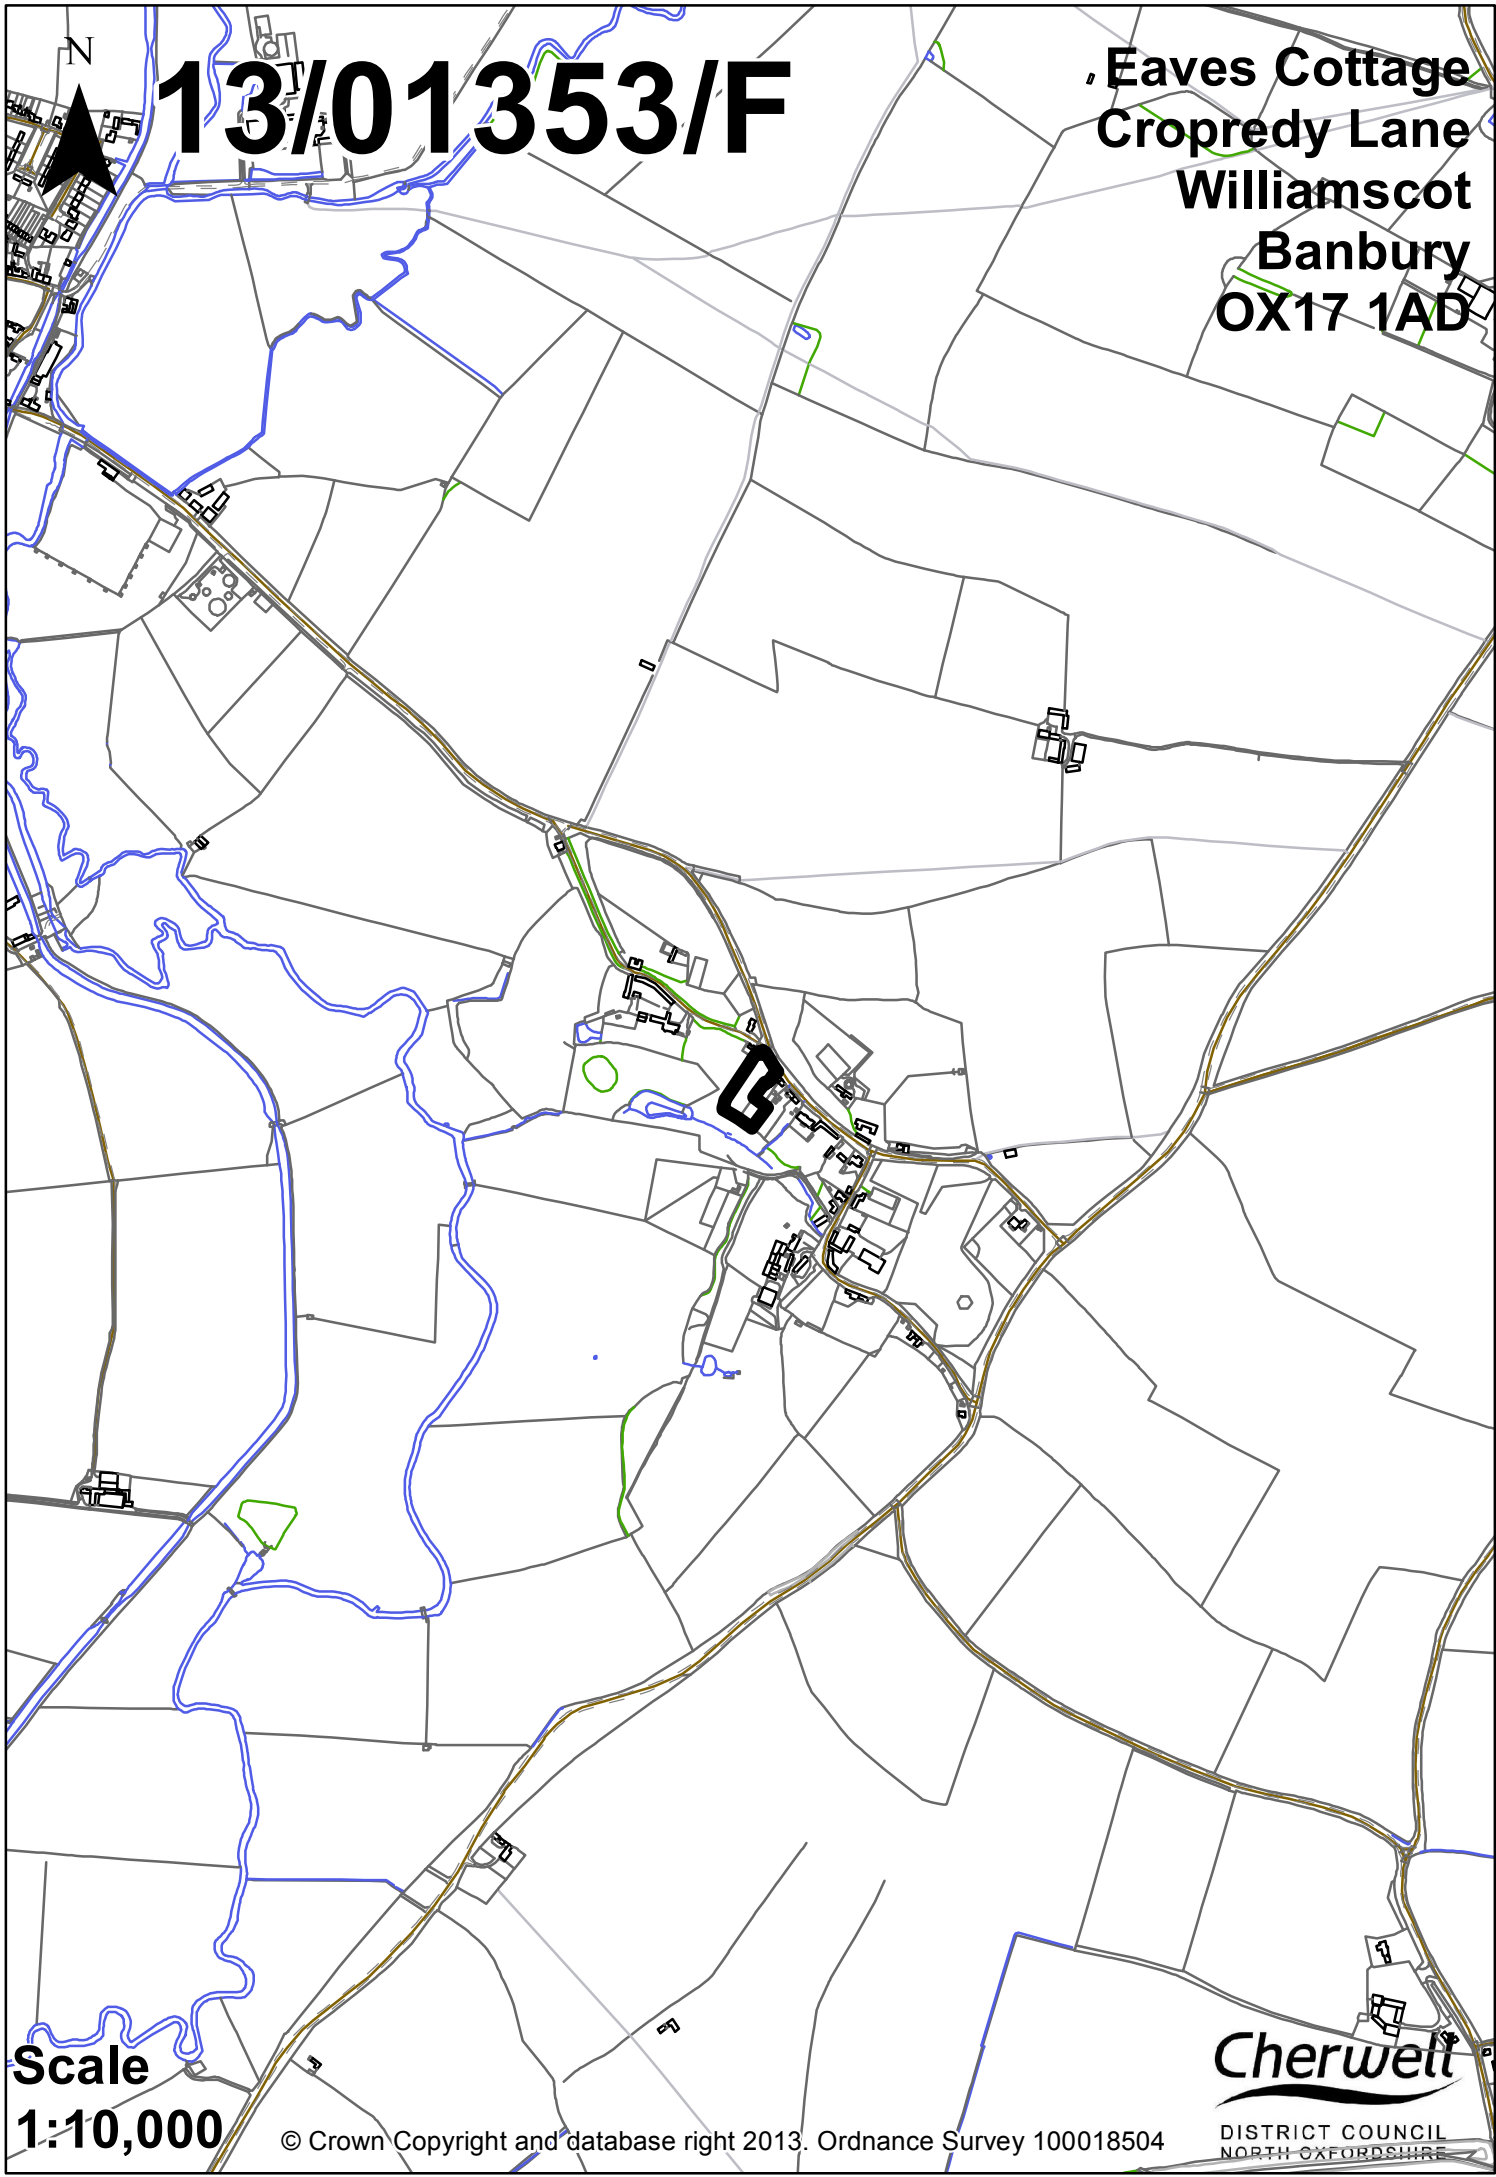 N
13/01353/F
Eaves Cottage
Cropredy Lane
Williamscot
Banbury
OX17 1AD
Scale
1:10,000
© Crown Copyright and database right 2013. Ordnance Survey 100018504
Cherwell
DISTRICT COUNCIL
NORTH OXFORDSHIRE